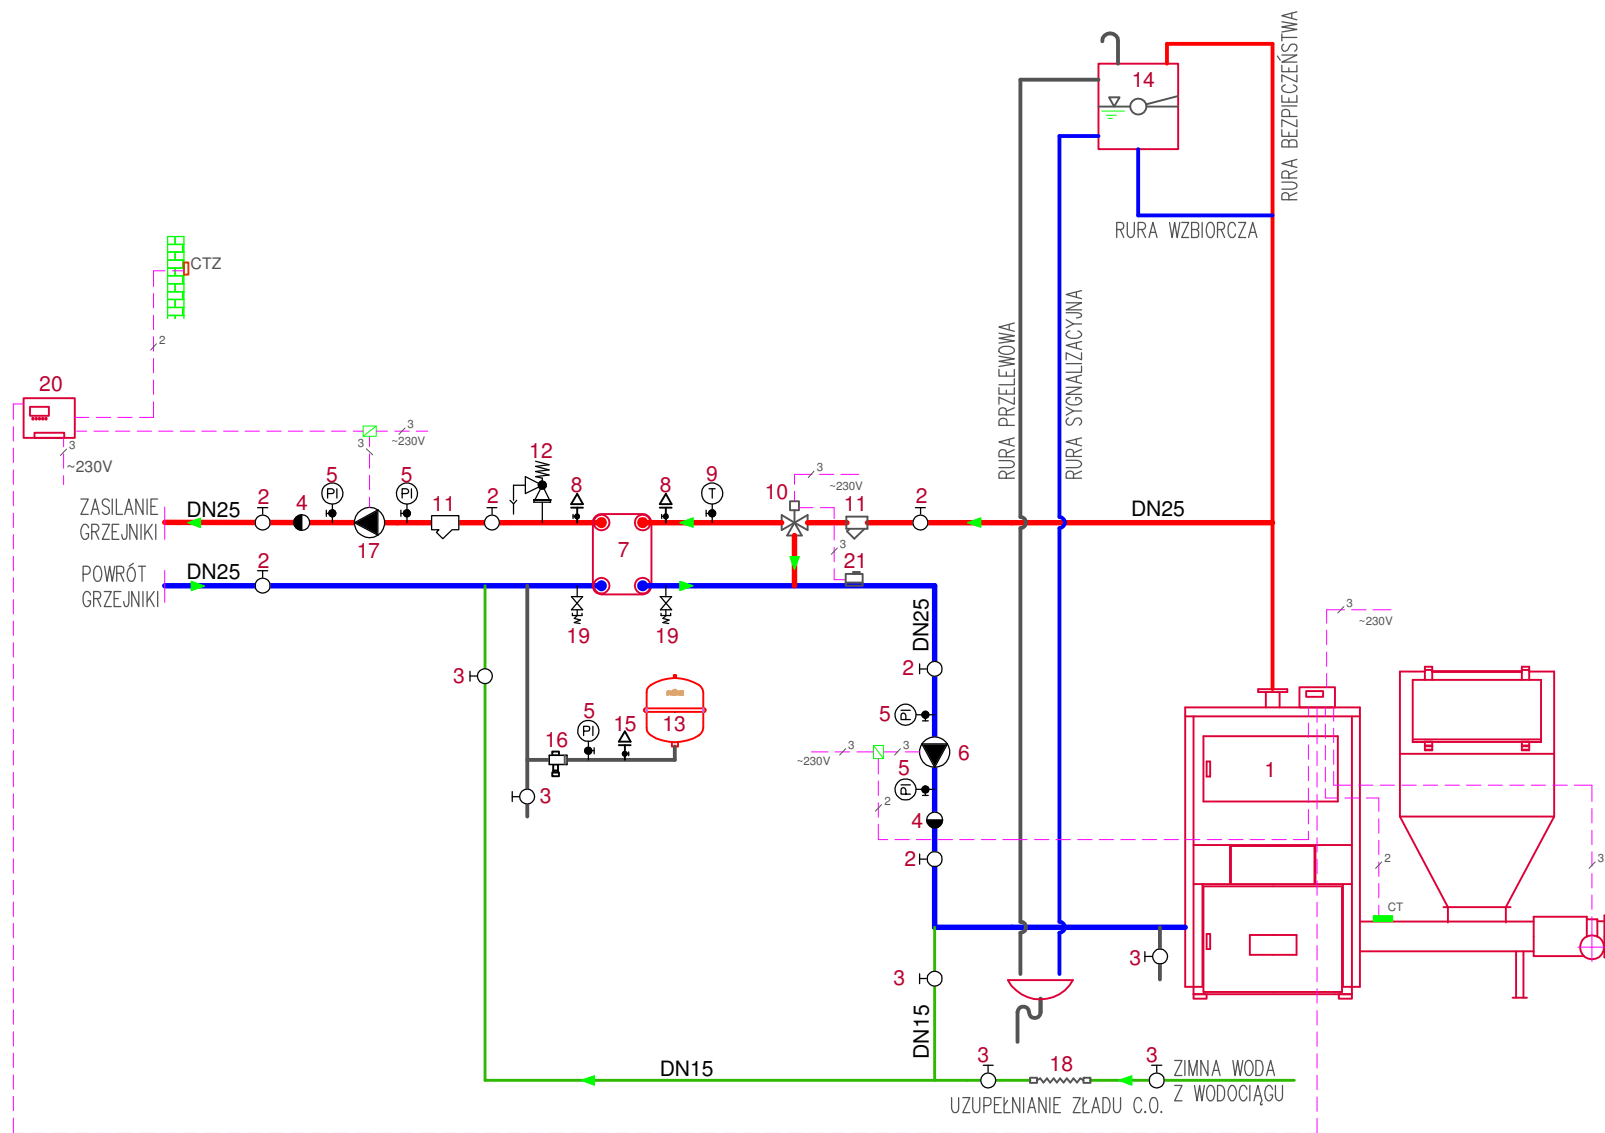 14
RURA BEZPIECZEŃSTWA
RURA WZBIORCZA
RURA PRZELEWOWA
RURA SYGNALIZACYJNA
CTZ
2
20
3
~230V
3
3
~230V
ZASILANIE
GRZEJNIKI
DN25
2
4
5
17
5
11
2
12
8
7
8
9
T
PI
PI
10
3
~230V
3
11
2
DN25
21
POWRÓT
GRZEJNIKI
DN25
2
19
19
DN25
3
~230V
3
2
5
PI
5
PI
15
13
16
3
3
~230V
3
6
5
PI
2
4
2
1
2
CT
3
3
3
DN15
DN15
3
18
3
ZIMNA WODA
Z WODOCIĄGU
UZUPEŁNIANIE ZŁADU C.O.